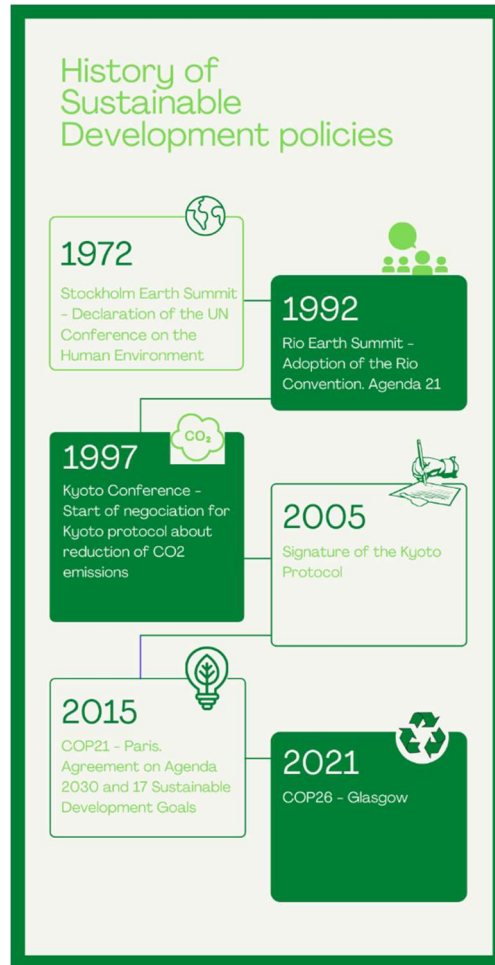 History of
Sustainable
Development policies
1972
Stockholm Earth Summit
- Declaration of the UN
Conference on the
Human Environment
1992
Rio Earth Summit -
Adoption of the Rio
Convention. Agenda 21
CO₂
1997
Kyoto Conference -
Start of negociation for
Kyoto protocol about
reduction of CO2
emissions
2005
Signature of the Kyoto
Protocol
2015
COP21 - Paris.
Agreement on Agenda
2030 and 17 Sustainable
Development Goals
2021
COP26 - Glasgow